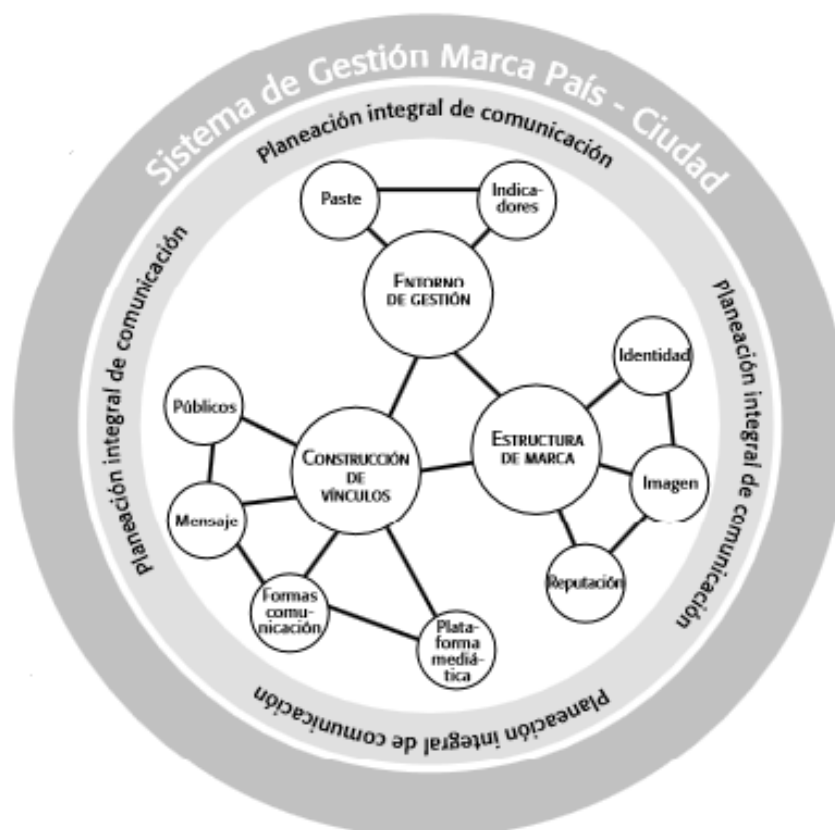 Sistema de Gestión Marca País - Ciudad
Planeación integral de comunicación
Paste
Indica-
dores
ENTORNO
DE GESTIÓN
Planeación integral de comunicación
Planeación integral de comunicación
Identidad
Públicos
ESTRUCTURA
DE MARCA
CONSTRUCCIÓN
DE
VÍNCULOS
Imagen
Mensaje
Reputación
Formas
comu-
nicación
Plata-
forma
mediá-
tica
Planeación integral de comunicación